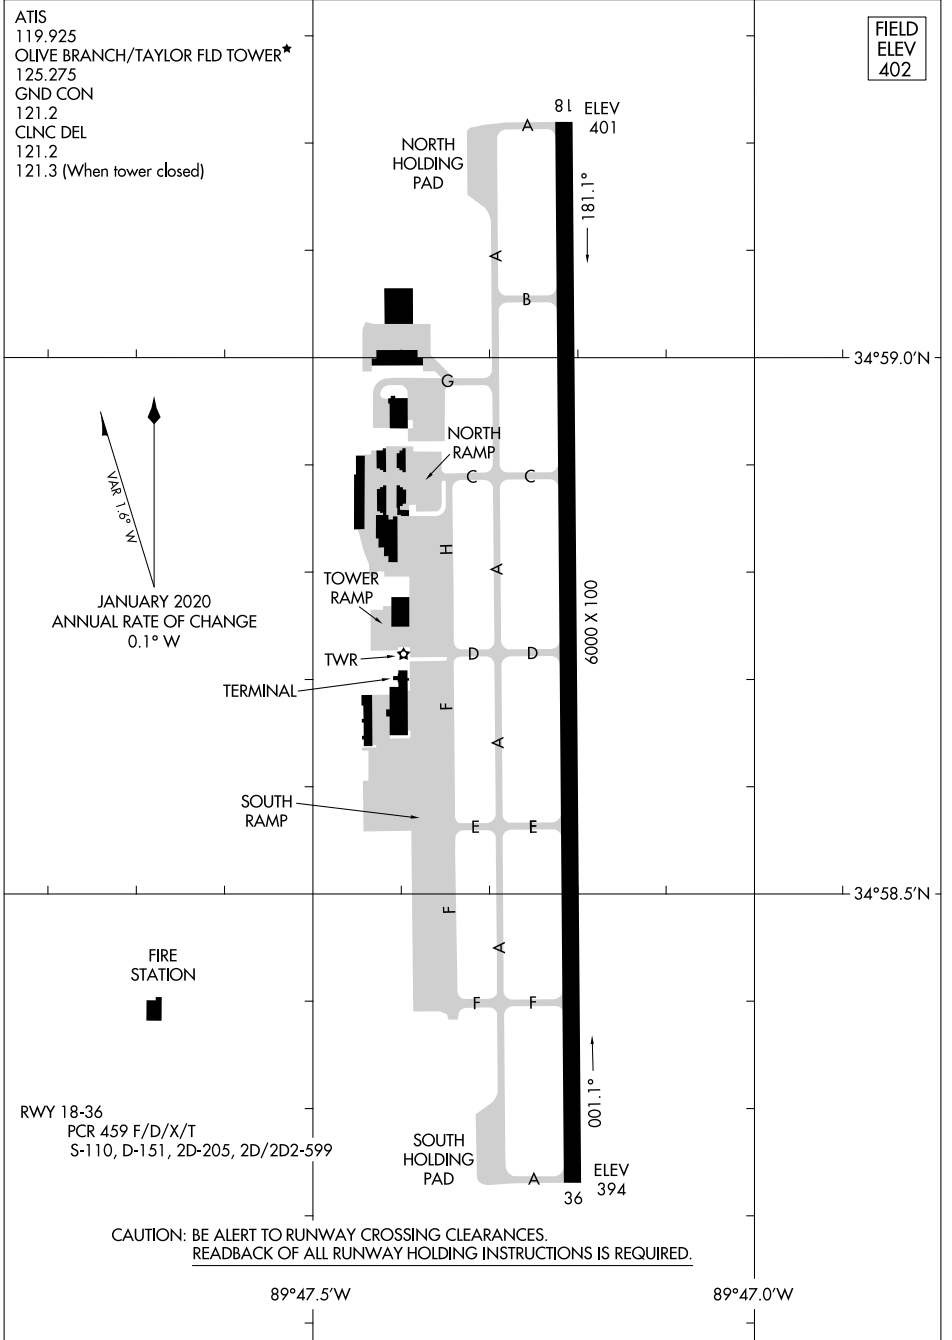 ATIS
119.925
OLIVE BRANCH/TAYLOR FLD TOWER★
125.275
GND CON
121.2
CLNC DEL
121.2
121.3 (When tower closed)
FIELD
ELEV
402
18
ELEV
401
A
NORTH
HOLDING
PAD
181.1°
A
B
34°59.0'N
G
NORTH
RAMP
C
C
VAR 1.6° W
H
A
JANUARY 2020
ANNUAL RATE OF CHANGE
0.1° W
TOWER
RAMP
6000 X 100
TWR
D
D
TERMINAL
F
A
SOUTH
RAMP
E
E
34°58.5'N
F
A
FIRE
STATION
F
F
001.1°
RWY 18-36
PCR 459 F/D/X/T
S-110, D-151, 2D-205, 2D/2D2-599
SOUTH
HOLDING
PAD
A
ELEV
394
36
CAUTION: BE ALERT TO RUNWAY CROSSING CLEARANCES.
READBACK OF ALL RUNWAY HOLDING INSTRUCTIONS IS REQUIRED.
89°47.5'W
89°47.0'W